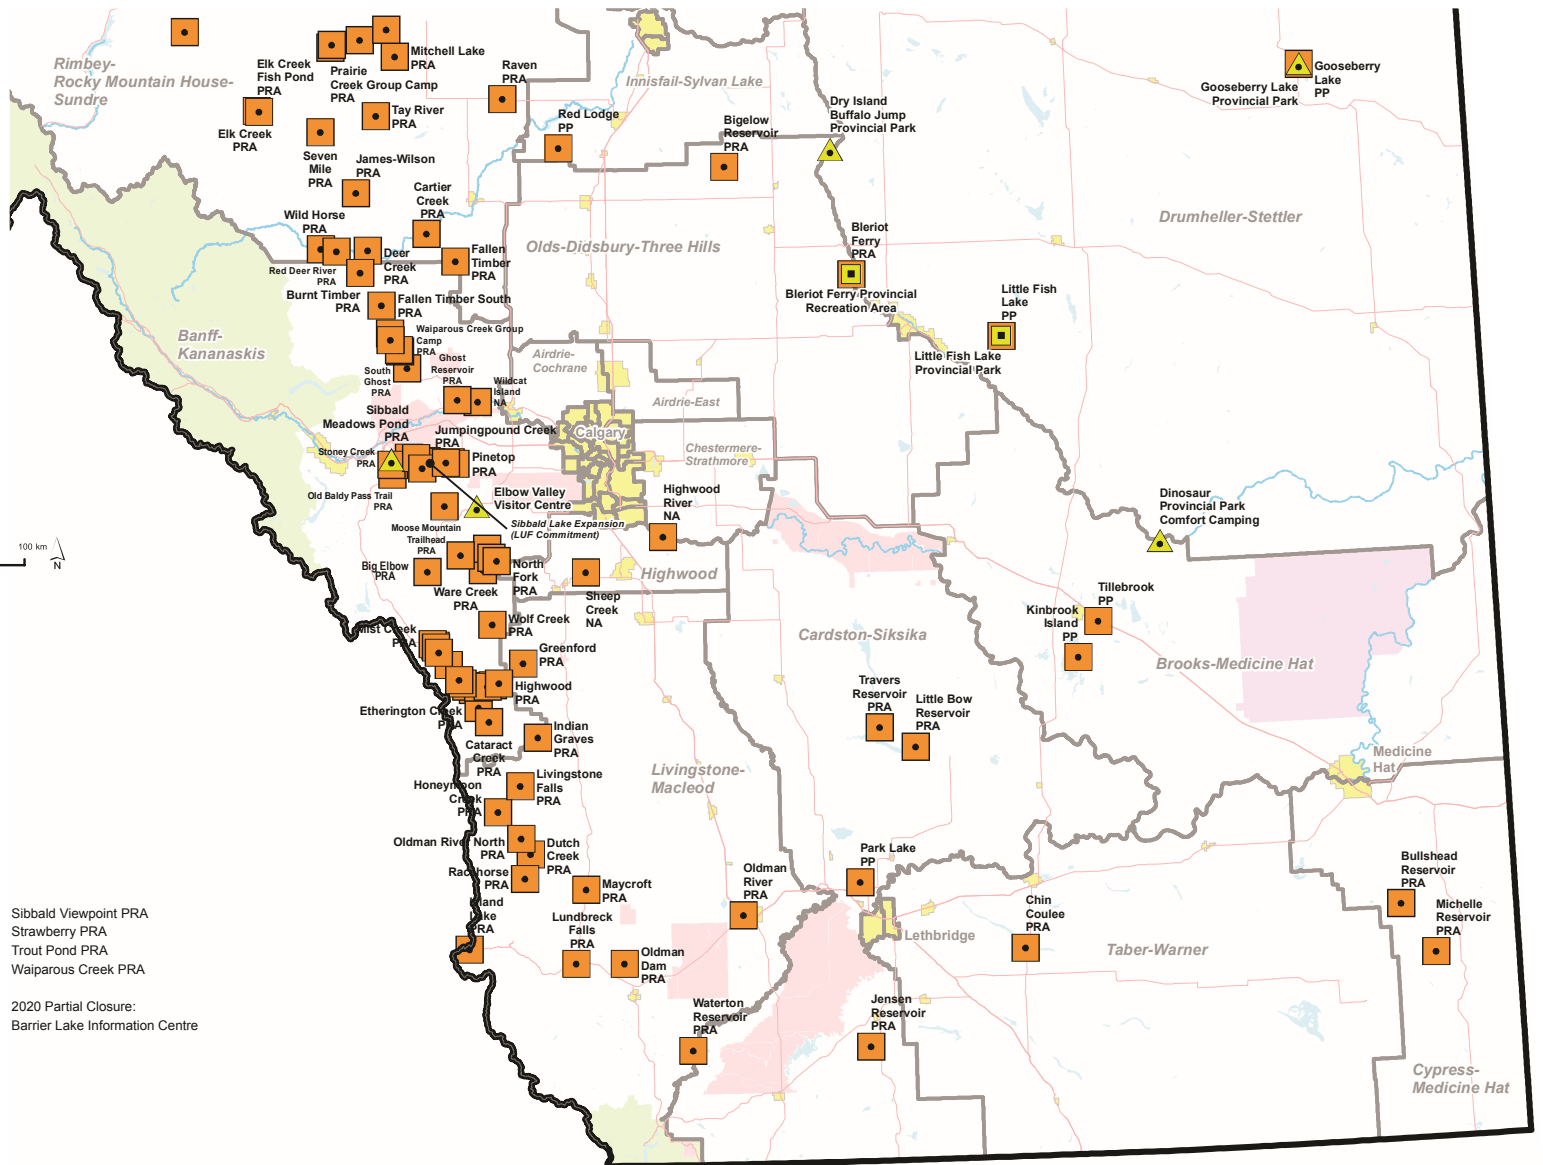 Rimbey-
Rocky Mountain House-
Sundre
Elk Creek
Fish Pond
PRA
Prairie
Creek Group Camp
PRA
Mitchell Lake
PRA
Raven
PRA
Innisfail-Sylvan Lake
Gooseberry
Lake
PP
Gooseberry Lake
Provincial Park
Elk Creek
PRA
Tay River
PRA
Seven
Mile
PRA
Red Lodge
PP
Bigelow
Reservoir
PRA
Dry Island
Buffalo Jump
Provincial Park
James-Wilson
PRA
Cartier
Creek
PRA
Wild Horse
PRA
Drumheller-Stettler
Olds-Didsbury-Three Hills
Red Deer River
PRA
Deer
Creek
PRA
Fallen
Timber
PRA
Bleriot
Ferry
PRA
Bleriot Ferry Provincial
Recreation Area
Burnt Timber
PRA
Fallen Timber South
PRA
Little Fish
Lake
PP
Little Fish Lake
Provincial Park
Banff-
Kananaskis
Waiparous Creek Group
Camp
PRA
South
Ghost
PRA
Ghost
Reservoir
PRA
Wildcat
Island
NA
Airdrie-
Cochrane
Airdrie-East
Sibbald
Meadows Pond
PRA
Jumpingpound Creek
PRA
Calgary
Chestermere-
Strathmore
Stoney Creek
PRA
Pinetop
PRA
Old Baldy Pass Trail
PRA
Elbow Valley
Visitor Centre
Sibbald Lake Expansion
(LUF Commitment)
Highwood
River
NA
Dinosaur
Provincial Park
Comfort Camping
Moose Mountain
Trailhead
PRA
100 km
N
Big Elbow
PRA
North
Fork
PRA
Ware Creek
PRA
Highwood
Sheep
Creek
NA
Tillebrook
PP
Kinbrook
Island
PP
Wolf Creek
PRA
Mist Creek
PRA
Cardston-Siksika
Greenford
PRA
Brooks-Medicine Hat
Highwood
PRA
Travers
Reservoir
PRA
Little Bow
Reservoir
PRA
Etherington Creek
PRA
Indian
Graves
PRA
Cataract
Creek
PRA
Medicine
Hat
Livingstone-
Macleod
Livingstone
Falls
PRA
Honeymoon
Creek
PRA
Oldman River North
PRA
Dutch
Creek
PRA
Racehorse
PRA
Park Lake
PP
Bullshead
Reservoir
PRA
Maycroft
PRA
Oldman
River
PRA
Chin
Coulee
PRA
Michelle
Reservoir
PRA
Island
Lake
PRA
Lundbreck
Falls
PRA
Lethbridge
Taber-Warner
Oldman
Dam
PRA
Sibbald Viewpoint PRA
Strawberry PRA
Trout Pond PRA
Waiparous Creek PRA
2020 Partial Closure:
Barrier Lake Information Centre
Waterton
Reservoir
PRA
Jensen
Reservoir
PRA
Cypress-
Medicine Hat